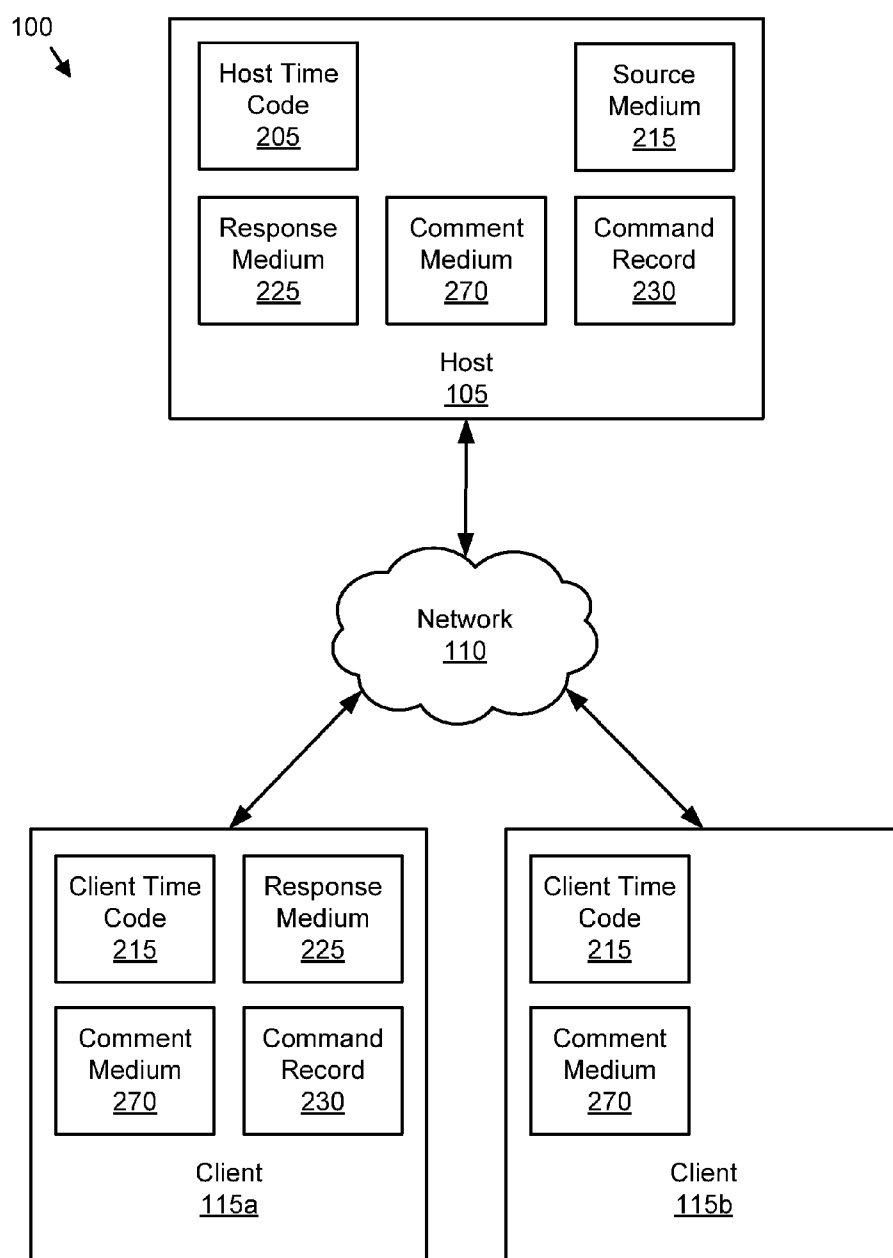 100
Host Time
Code
205
Source
Medium
215
Response
Medium
225
Comment
Medium
270
Command
Record
230
Host
105
Network
110
Client Time
Code
215
Response
Medium
225
Comment
Medium
270
Command
Record
230
Client
115a
Client Time
Code
215
Comment
Medium
270
Client
115b